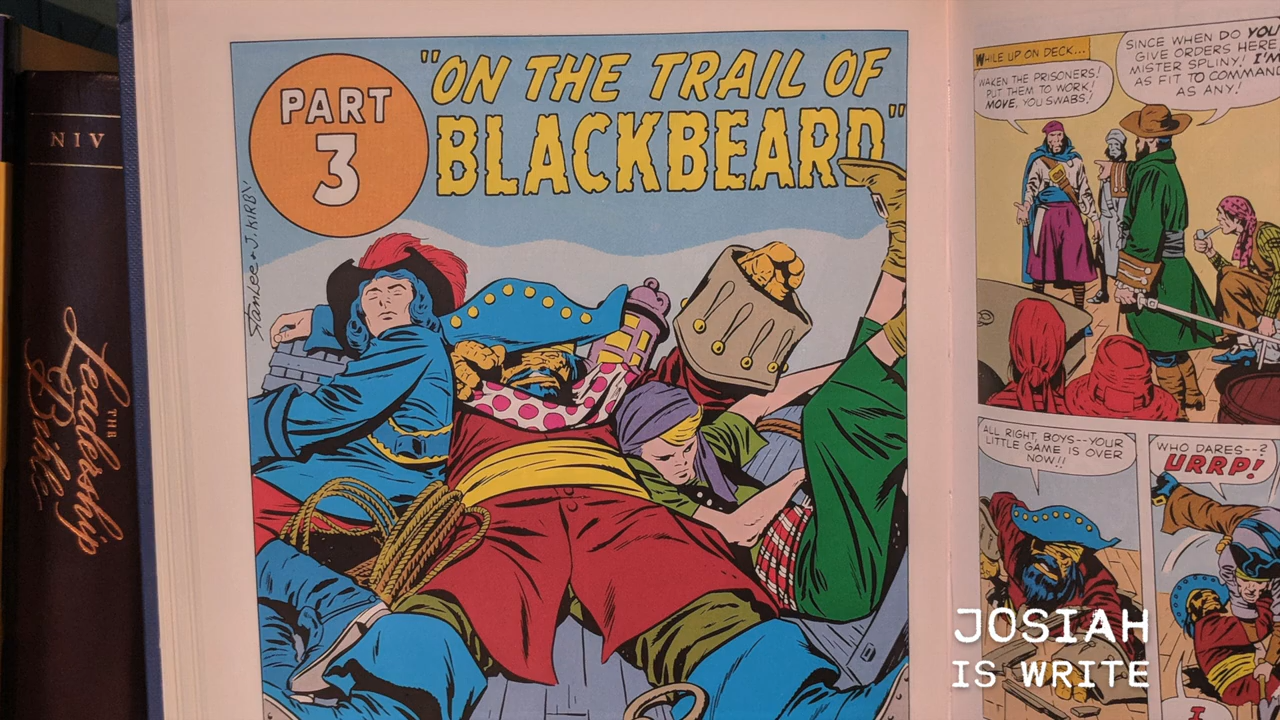 NIV
THE
Leadership
Bible
PART
3
"ON THE TRAIL OF
BLACKBEARD"
Stan Lee & J. KIRBY
WHILE UP ON DECK...
WAKEN THE PRISONERS!
PUT THEM TO WORK!
MOVE, YOU SWABS!
SINCE WHEN DO YOU
GIVE ORDERS HERE
MISTER SPLINY! I'M
AS FIT TO COMMAND
AS ANY!
ALL RIGHT, BOYS--YOUR
LITTLE GAME IS OVER
NOW!!
WHO DARES--?
URRP!
I
JOSIAH
IS WRITE